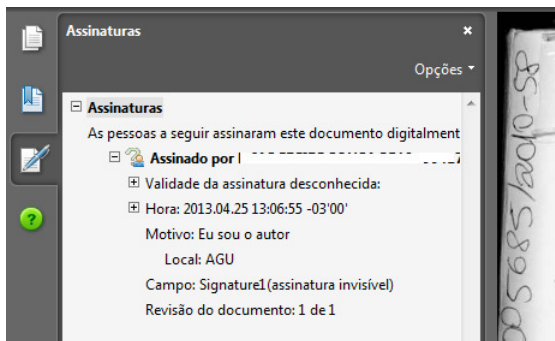 Assinaturas
Opções
Assinaturas
As pessoas a seguir assinaram este documento digitalment
Assinado por
Validade da assinatura desconhecida:
Hora: 2013.04.25 13:06:55 -03'00'
Motivo: Eu sou o autor
Local: AGU
Campo: Signature1(assinatura invisível)
Revisão do documento: 1 de 1